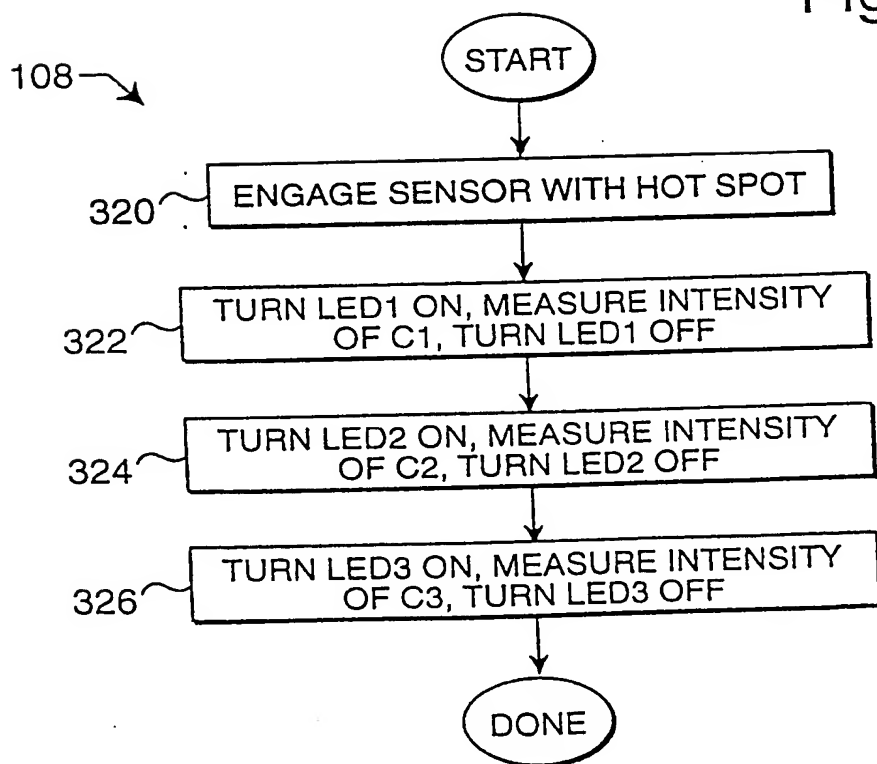 Fig
START
108
ENGAGE SENSOR WITH HOT SPOT
320
TURN LED1 ON, MEASURE INTENSITY
OF C1, TURN LED1 OFF
322
TURN LED2 ON, MEASURE INTENSITY
OF C2, TURN LED2 OFF
324
TURN LED3 ON, MEASURE INTENSITY
OF C3, TURN LED3 OFF
326
DONE